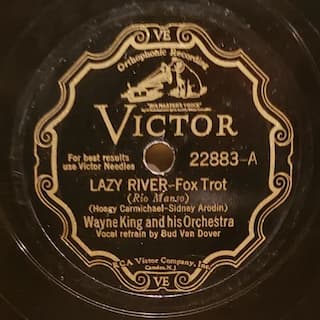 VE
Orthophonic Recording
"HIS MASTER'S VOICE"
VICTOR
For best results
use Victor Needles
22883-A
LAZY RIVER-Fox Trot
(Rio Manso)
(Hoagy Carmichael-Sidney Arodin)
Wayne King and his Orchestra
Vocal refrain by Bud Van Dover
RCA Victor Company, Inc.
Camden, N.J.
VE